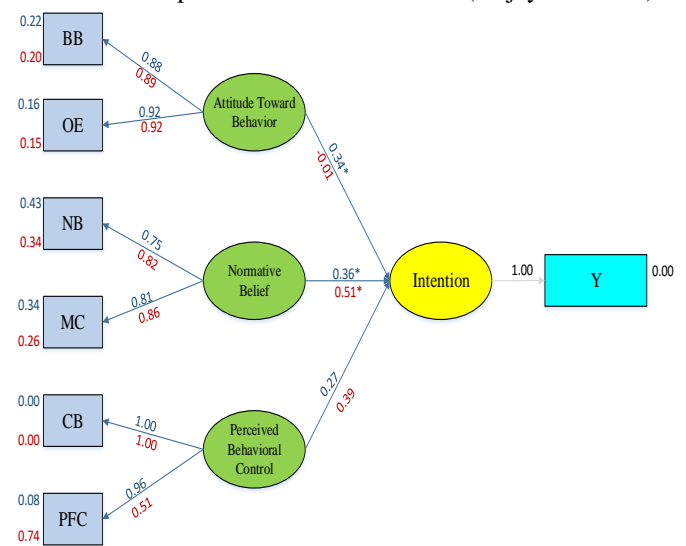 0.22
BB
0.20
0.88
0.89
0.16
OE
0.15
0.92
0.92
Attitude Toward
Behavior
0.34*
-0.01
0.43
NB
0.34
0.75
0.82
Normative
Belief
0.36*
0.51*
Intention
1.00
Y
0.00
0.34
MC
0.26
0.81
0.86
0.27
0.39
0.00
CB
0.00
1.00
1.00
Perceived
Behavioral
Control
0.08
PFC
0.74
0.96
0.51